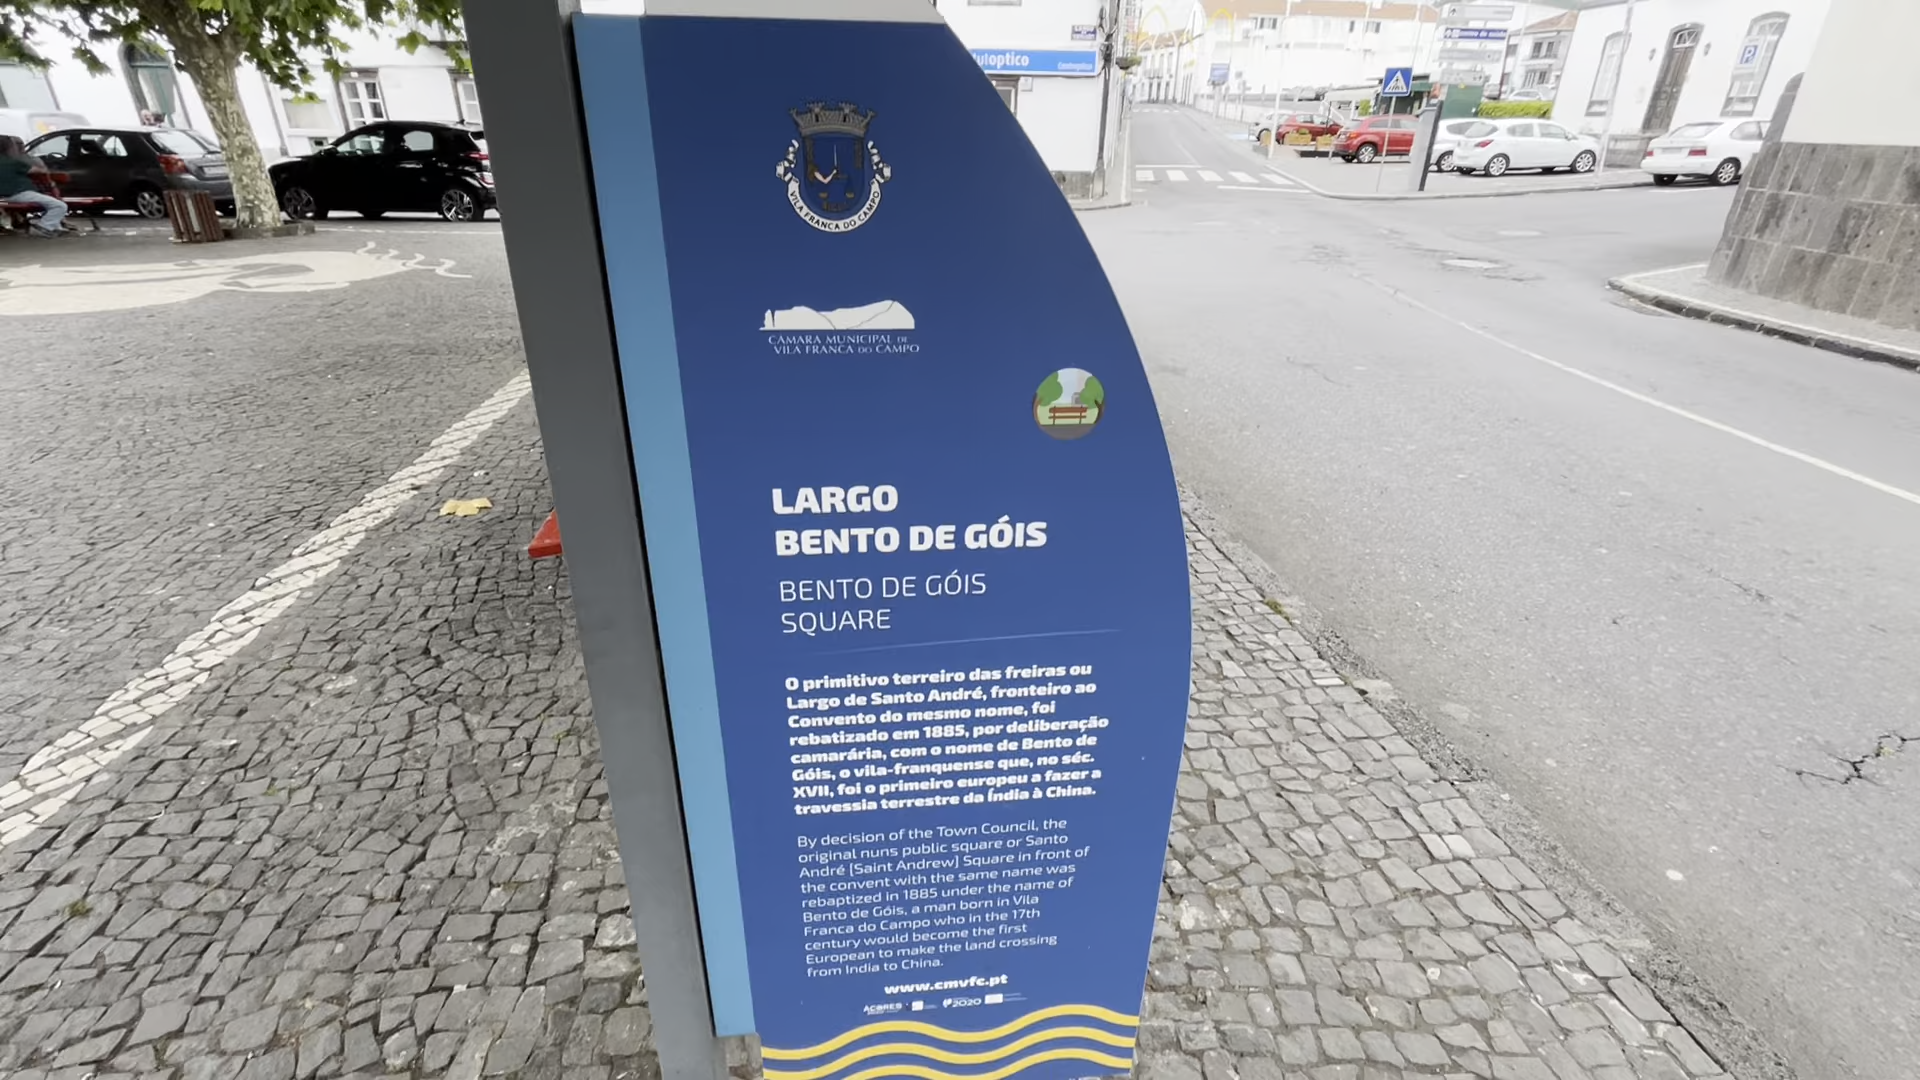 VILA FRANCA DO CAMPO
CÂMARA MUNICIPAL DE
VILA FRANCA DO CAMPO
LARGO
BENTO DE GÓIS
BENTO DE GÓIS
SQUARE
O primitivo terreiro das freiras ou
Largo de Santo André, fronteiro ao
Convento do mesmo nome, foi
rebatizado em 1885, por deliberação
camarária, com o nome de Bento de
Góis, o vila-franquense que, no séc.
XVII, foi o primeiro europeu a fazer a
travessia terrestre da Índia à China.
By decision of the Town Council, the
original nuns public square or Santo
André [Saint Andrew] Square in front of
the convent with the same name was
rebaptized in 1885 under the name of
Bento de Góis, a man born in Vila
Franca do Campo who in the 17th
century would become the first
European to make the land crossing
from India to China.
www.cmvfc.pt
AÇORES
2020
P